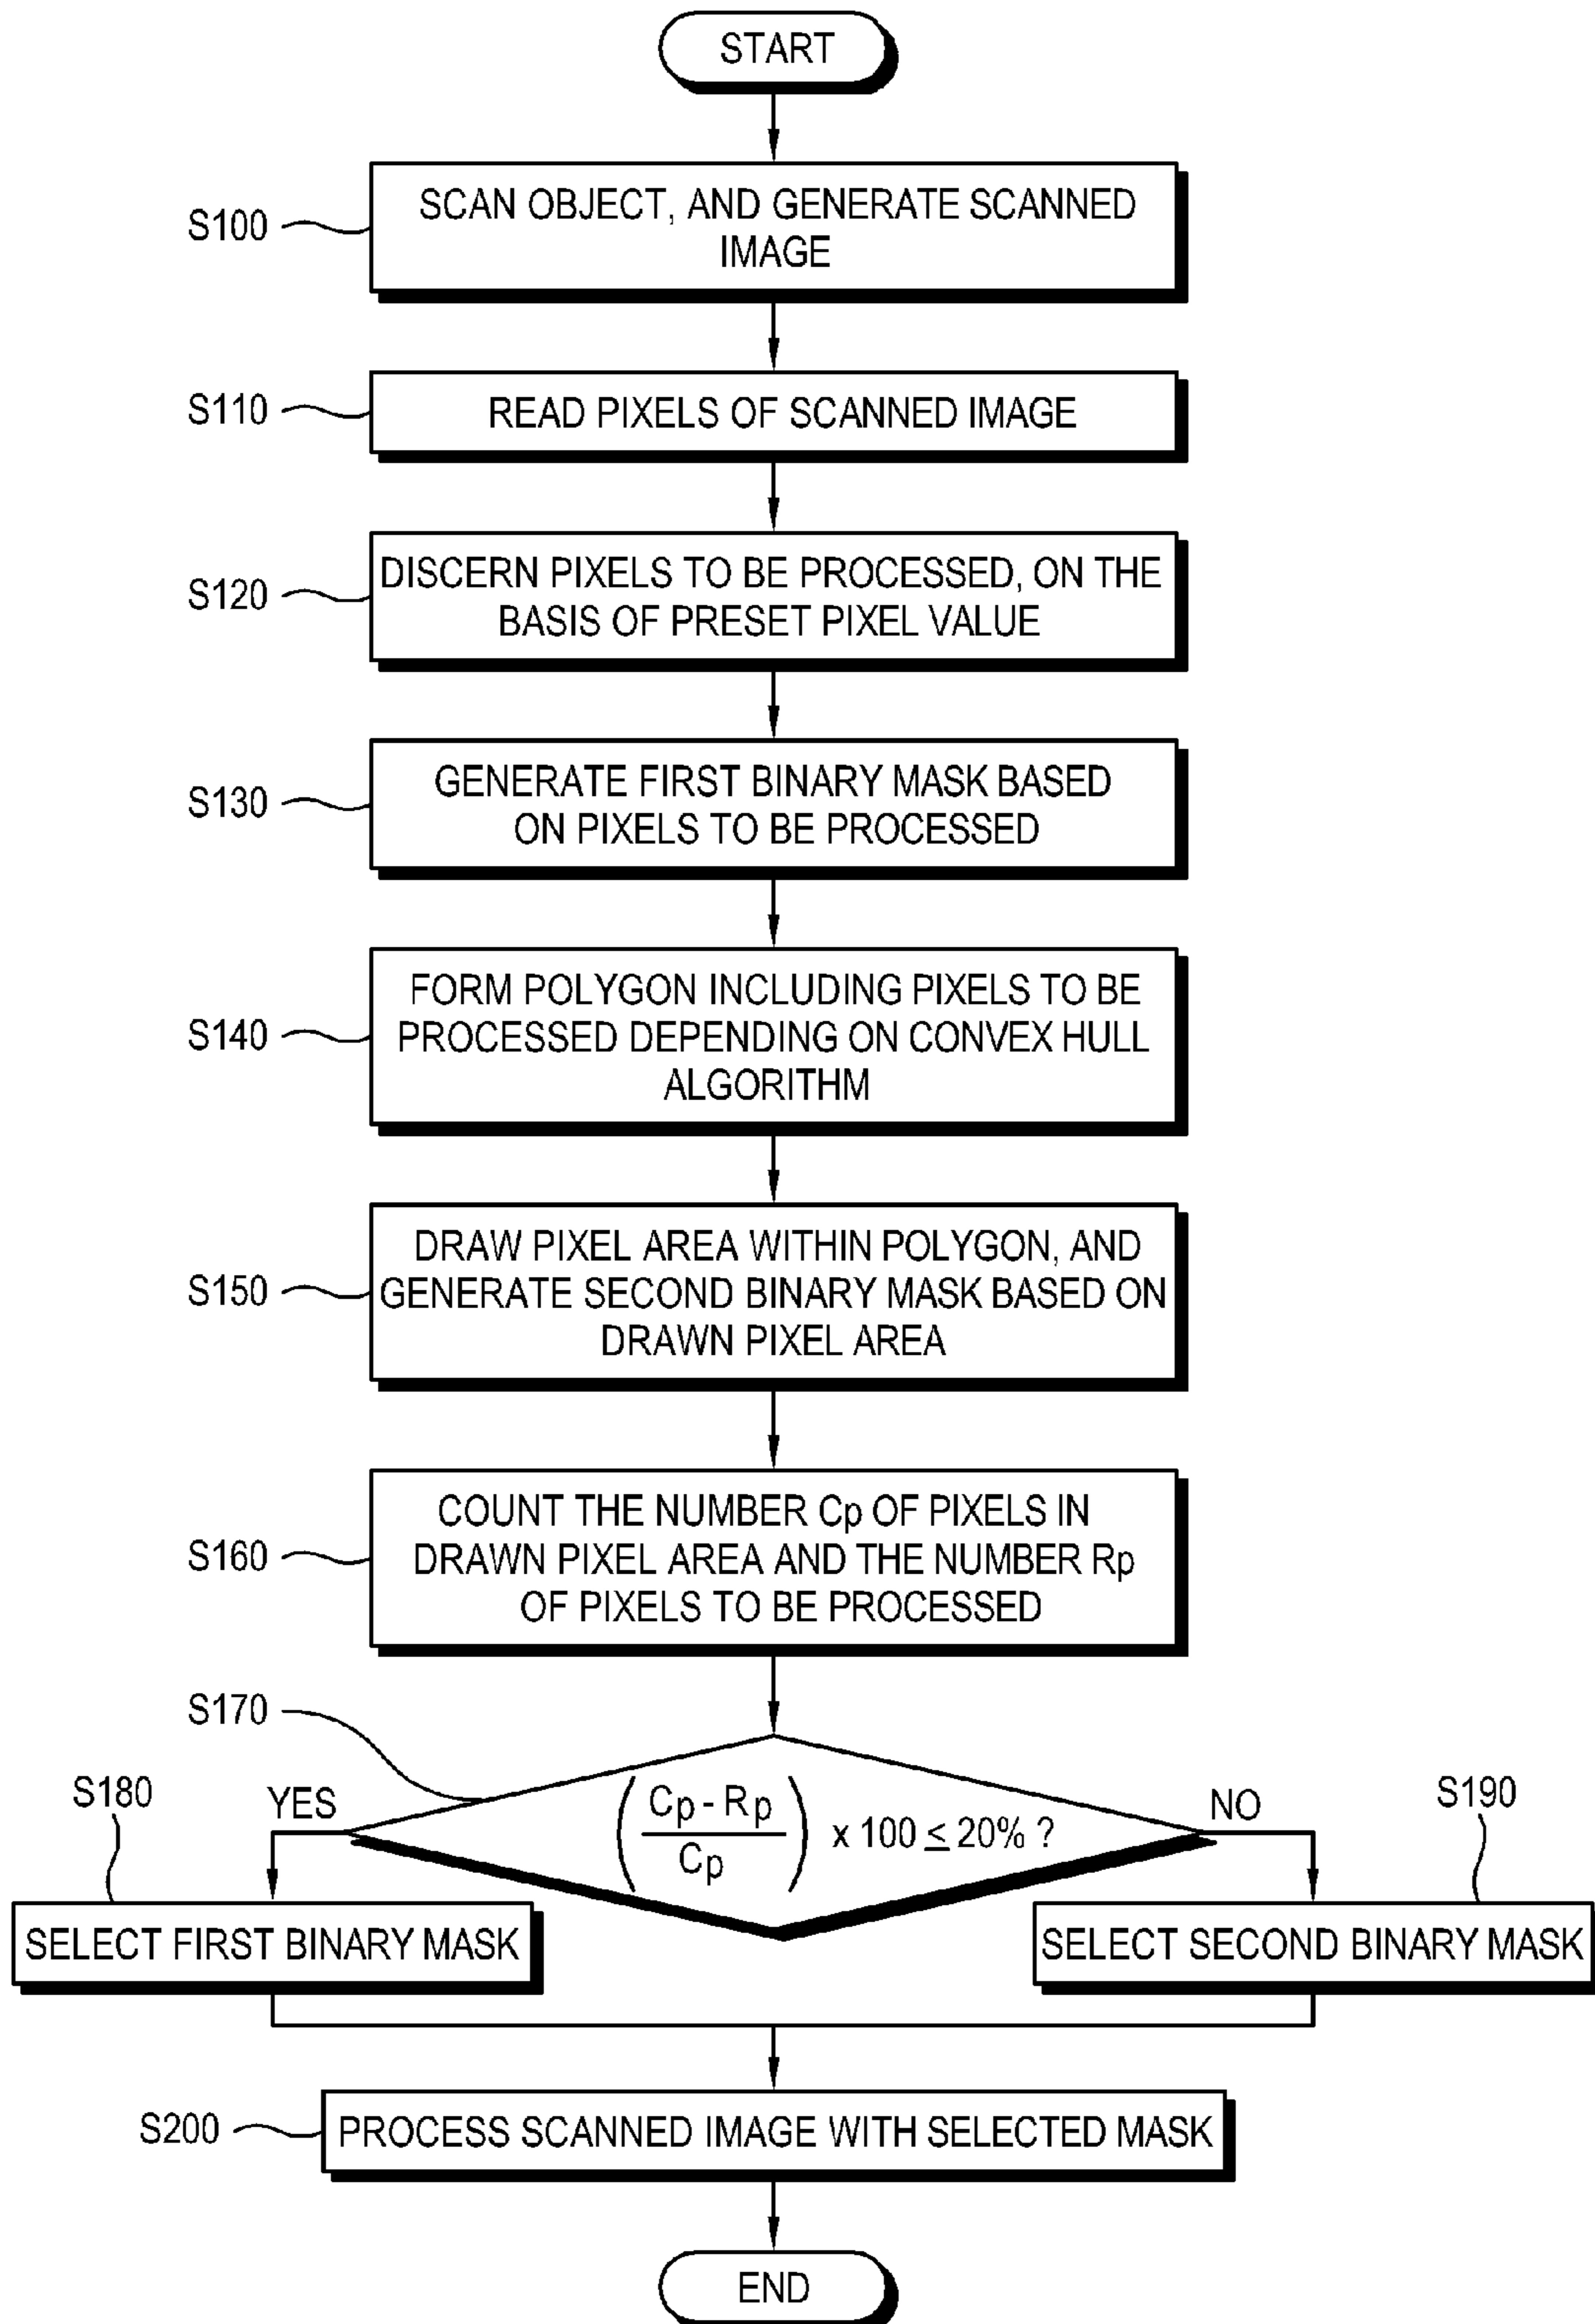 START
S100
SCAN OBJECT, AND GENERATE SCANNED
IMAGE
S110
READ PIXELS OF SCANNED IMAGE
S120
DISCERN PIXELS TO BE PROCESSED, ON THE
BASIS OF PRESET PIXEL VALUE
S130
GENERATE FIRST BINARY MASK BASED
ON PIXELS TO BE PROCESSED
S140
FORM POLYGON INCLUDING PIXELS TO BE
PROCESSED DEPENDING ON CONVEX HULL
ALGORITHM
S150
DRAW PIXEL AREA WITHIN POLYGON, AND
GENERATE SECOND BINARY MASK BASED ON
DRAWN PIXEL AREA
S160
COUNT THE NUMBER Cp OF PIXELS IN
DRAWN PIXEL AREA AND THE NUMBER Rp
OF PIXELS TO BE PROCESSED
S170
(Cp - Rp / Cp) x 100 ≤ 20% ?
YES
NO
S180
SELECT FIRST BINARY MASK
S190
SELECT SECOND BINARY MASK
S200
PROCESS SCANNED IMAGE WITH SELECTED MASK
END